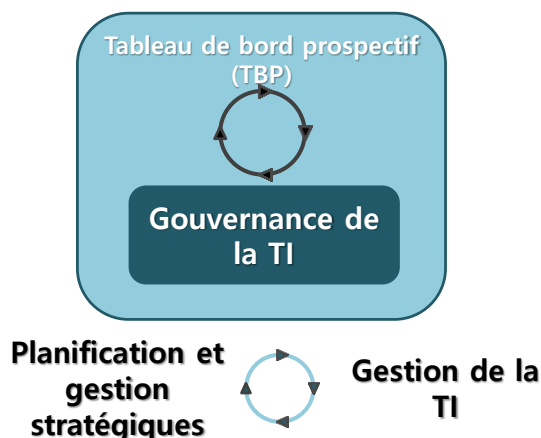 Tableau de bord prospectif
(TBP)
Gouvernance de
la TI
Planification et
gestion
stratégiques
Gestion de la
TI